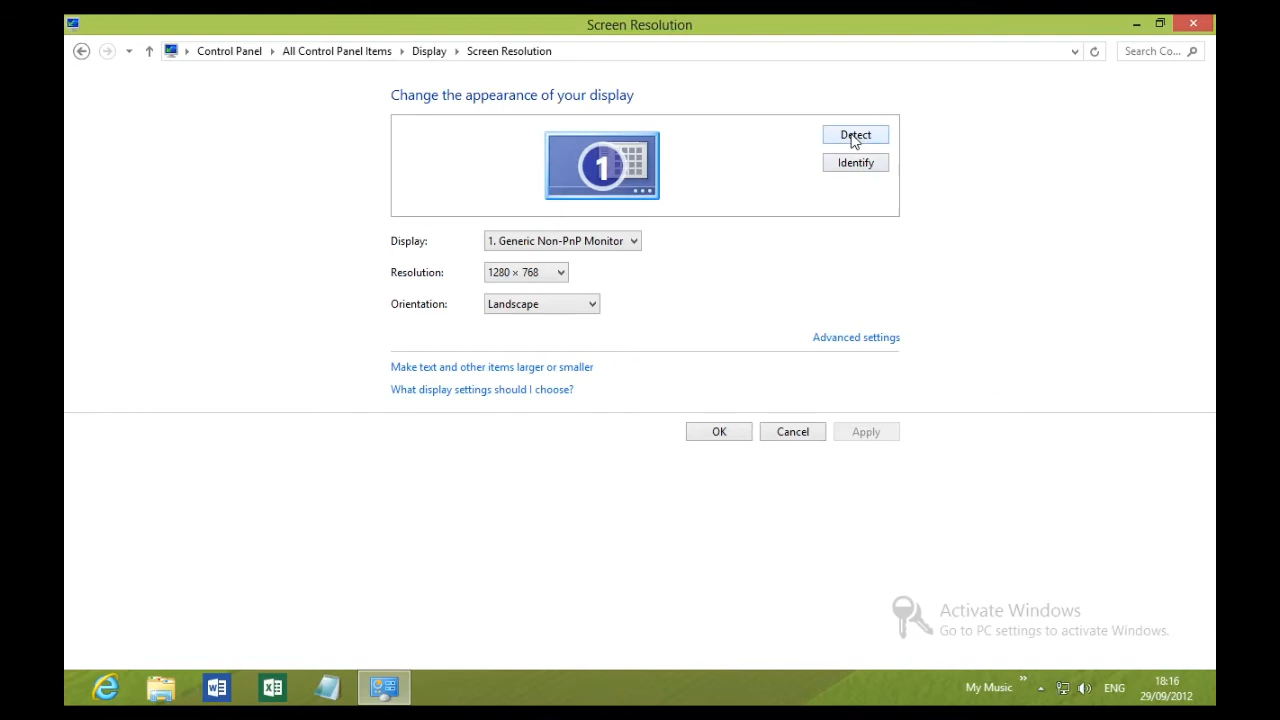 Screen Resolution
Control Panel All Control Panel Items Display Screen Resolution Search Co...
Change the appearance of your display
1
Detect
Identify
Display: 1. Generic Non-PnP Monitor
Resolution: 1280 × 768
Orientation: Landscape
Advanced settings
Make text and other items larger or smaller
What display settings should I choose?
OK Cancel Apply
Activate Windows
Go to PC settings to activate Windows.
My Music ENG 18:16
29/09/2012